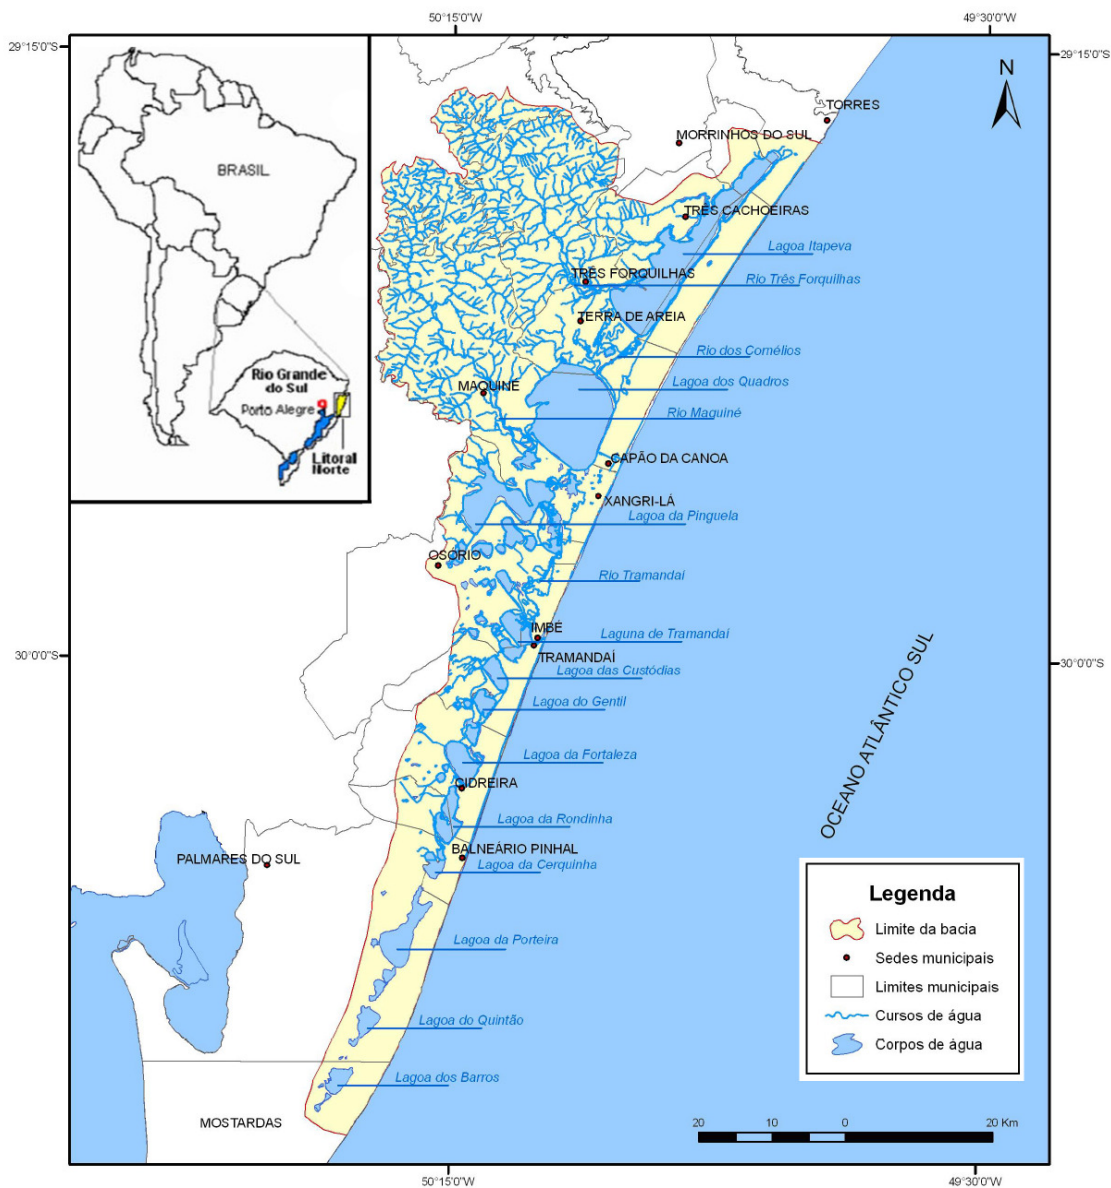 50°15'0"W
49°30'0"W
29°15'0"S
29°15'0"S
N
TORRES
MORRINHOS DO SUL
BRASIL
TRÊS CACHOEIRAS
Lagoa Itapeva
TRÊS FORQUILHAS
Rio Três Forquilhas
TERRA DE AREIA
Rio dos Cornélios
Rio Grande
do Sul
Porto Alegre
Litoral
Norte
MAQUINÉ
Lagoa dos Quadros
Rio Maquiné
CAPÃO DA CANOA
XANGRI-LÁ
Lagoa da Pinguela
OSÓRIO
Rio Tramandaí
IMBÉ
Laguna de Tramandaí
30°0'0"S
30°0'0"S
TRAMANDAÍ
Lagoa das Custódias
Lagoa do Gentil
OCEANO ATLÂNTICO SUL
Lagoa da Fortaleza
CIDREIRA
Lagoa da Rondinha
BALNEÁRIO PINHAL
PALMARES DO SUL
Lagoa da Cerquinha
Legenda
Limite da bacia
Sedes municipais
Limites municipais
Cursos de água
Corpos de água
Lagoa da Porteira
Lagoa do Quintão
Lagoa dos Barros
MOSTARDAS
20 10 0 20 Km
50°15'0"W
49°30'0"W